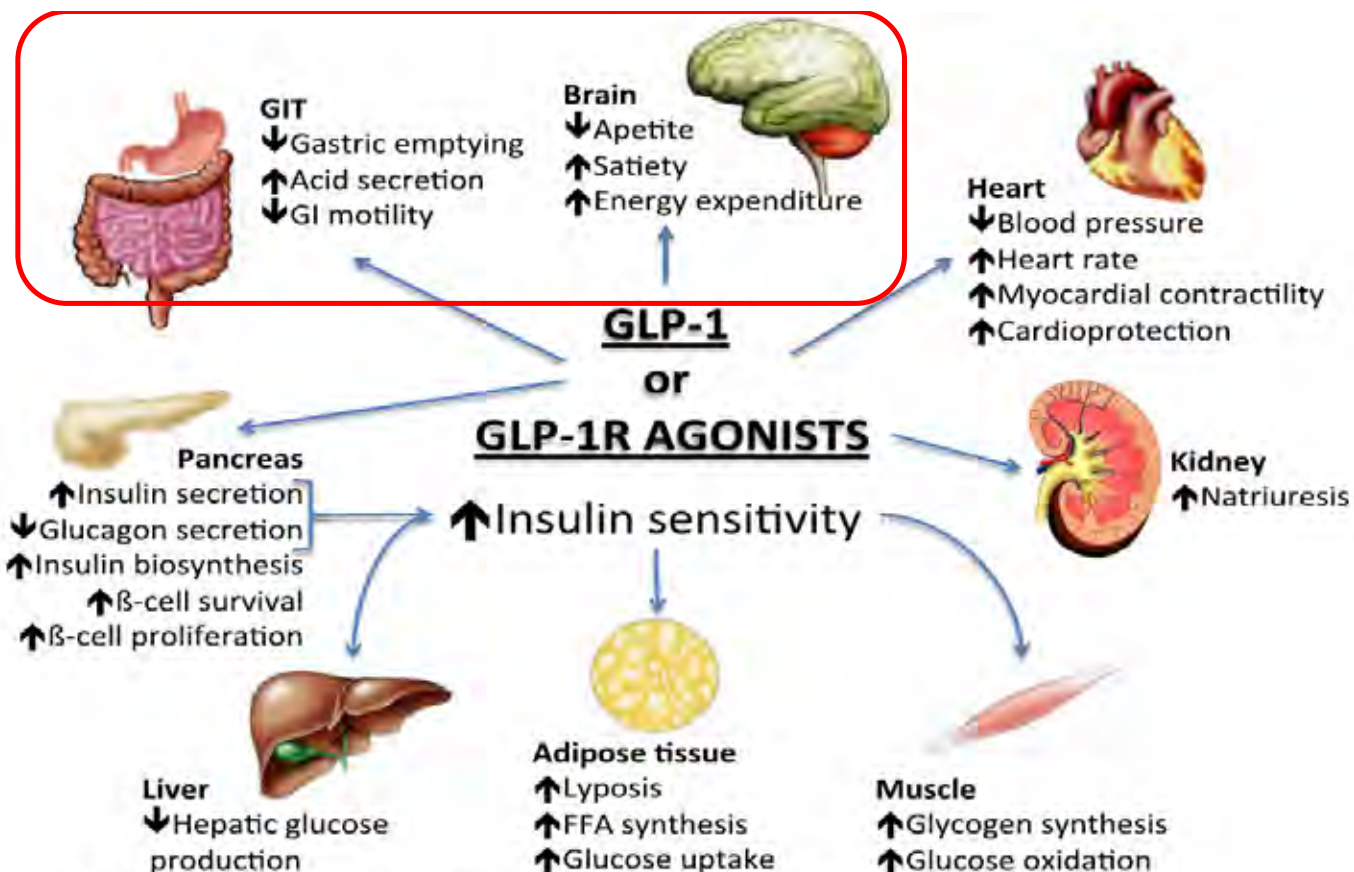 GIT
↓Gastric emptying
↑Acid secretion
↓GI motility
Brain
↓Apetite
↑Satiety
↑Energy expenditure
Heart
↓Blood pressure
↑Heart rate
↑Myocardial contractility
↑Cardioprotection
GLP-1
or
GLP-1R AGONISTS
Pancreas
↑Insulin secretion
↓Glucagon secretion
↑Insulin biosynthesis
↑ß-cell survival
↑ß-cell proliferation
↑Insulin sensitivity
Kidney
↑Natriuresis
Liver
↓Hepatic glucose
production
Adipose tissue
↑Lyposis
↑FFA synthesis
↑Glucose uptake
Muscle
↑Glycogen synthesis
↑Glucose oxidation